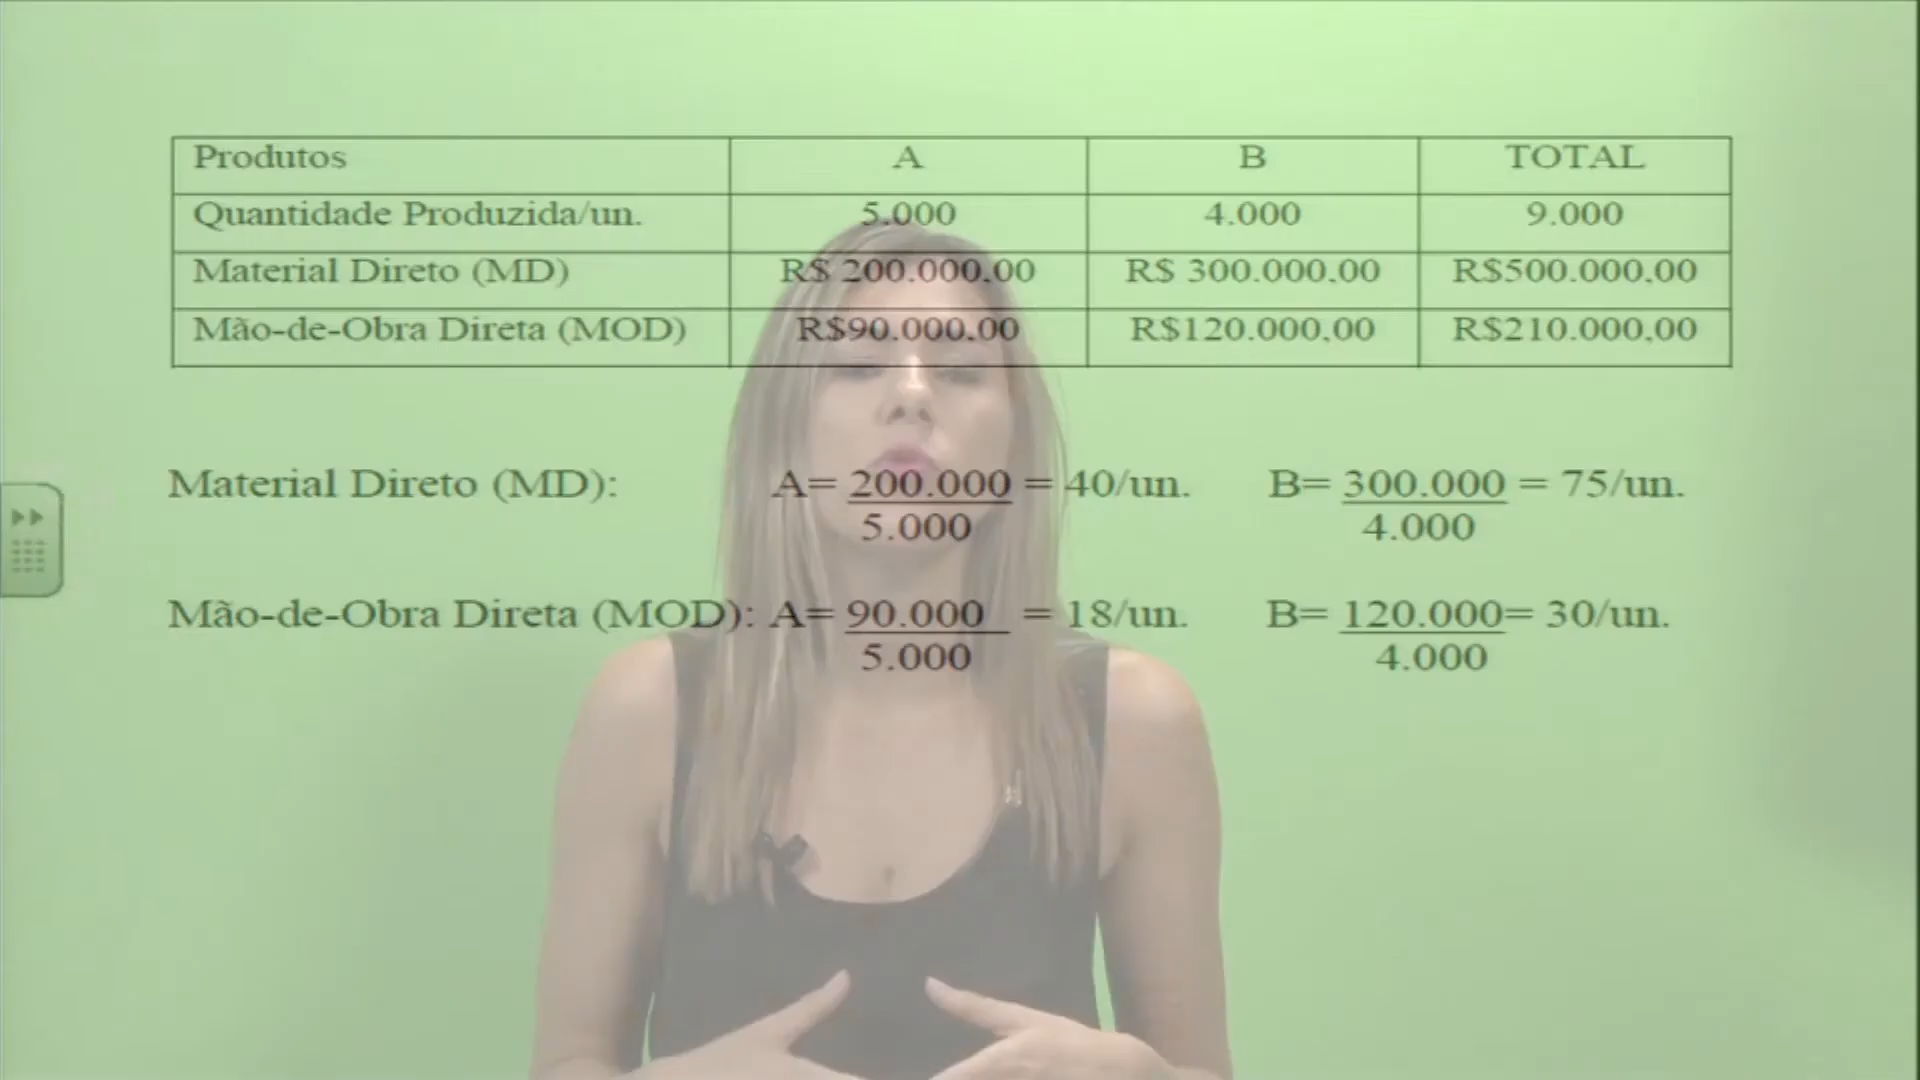 Produtos A B TOTAL
Quantidade Produzida/un. 5.000 4.000 9.000
Material Direto (MD) R$ 200.000,00 R$ 300.000,00 R$500.000,00
Mão-de-Obra Direta (MOD) R$90.000,00 R$120.000,00 R$210.000,00
Material Direto (MD): A= 200.000 = 40/un. B= 300.000 = 75/un.
5.000 4.000
Mão-de-Obra Direta (MOD): A= 90.000 = 18/un. B= 120.000= 30/un.
5.000 4.000